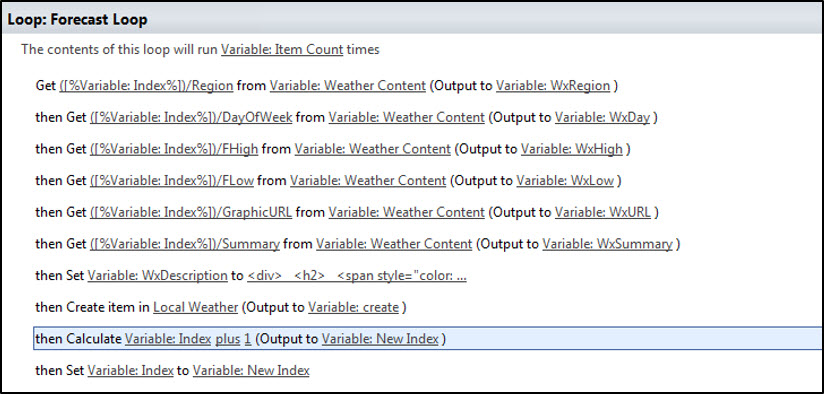 Loop: Forecast Loop
The contents of this loop will run Variable: Item Count times
Get ([%Variable: Index%])/Region from Variable: Weather Content (Output to Variable: WxRegion )
then Get ([%Variable: Index%])/DayOfWeek from Variable: Weather Content (Output to Variable: WxDay )
then Get ([%Variable: Index%])/FHigh from Variable: Weather Content (Output to Variable: WxHigh )
then Get ([%Variable: Index%])/FLow from Variable: Weather Content (Output to Variable: WxLow )
then Get ([%Variable: Index%])/GraphicURL from Variable: Weather Content (Output to Variable: WxURL )
then Get ([%Variable: Index%])/Summary from Variable: Weather Content (Output to Variable: WxSummary )
then Set Variable: WxDescription to <div> <h2> <span style="color: ...
then Create item in Local Weather (Output to Variable: create )
then Calculate Variable: Index plus 1 (Output to Variable: New Index )
then Set Variable: Index to Variable: New Index